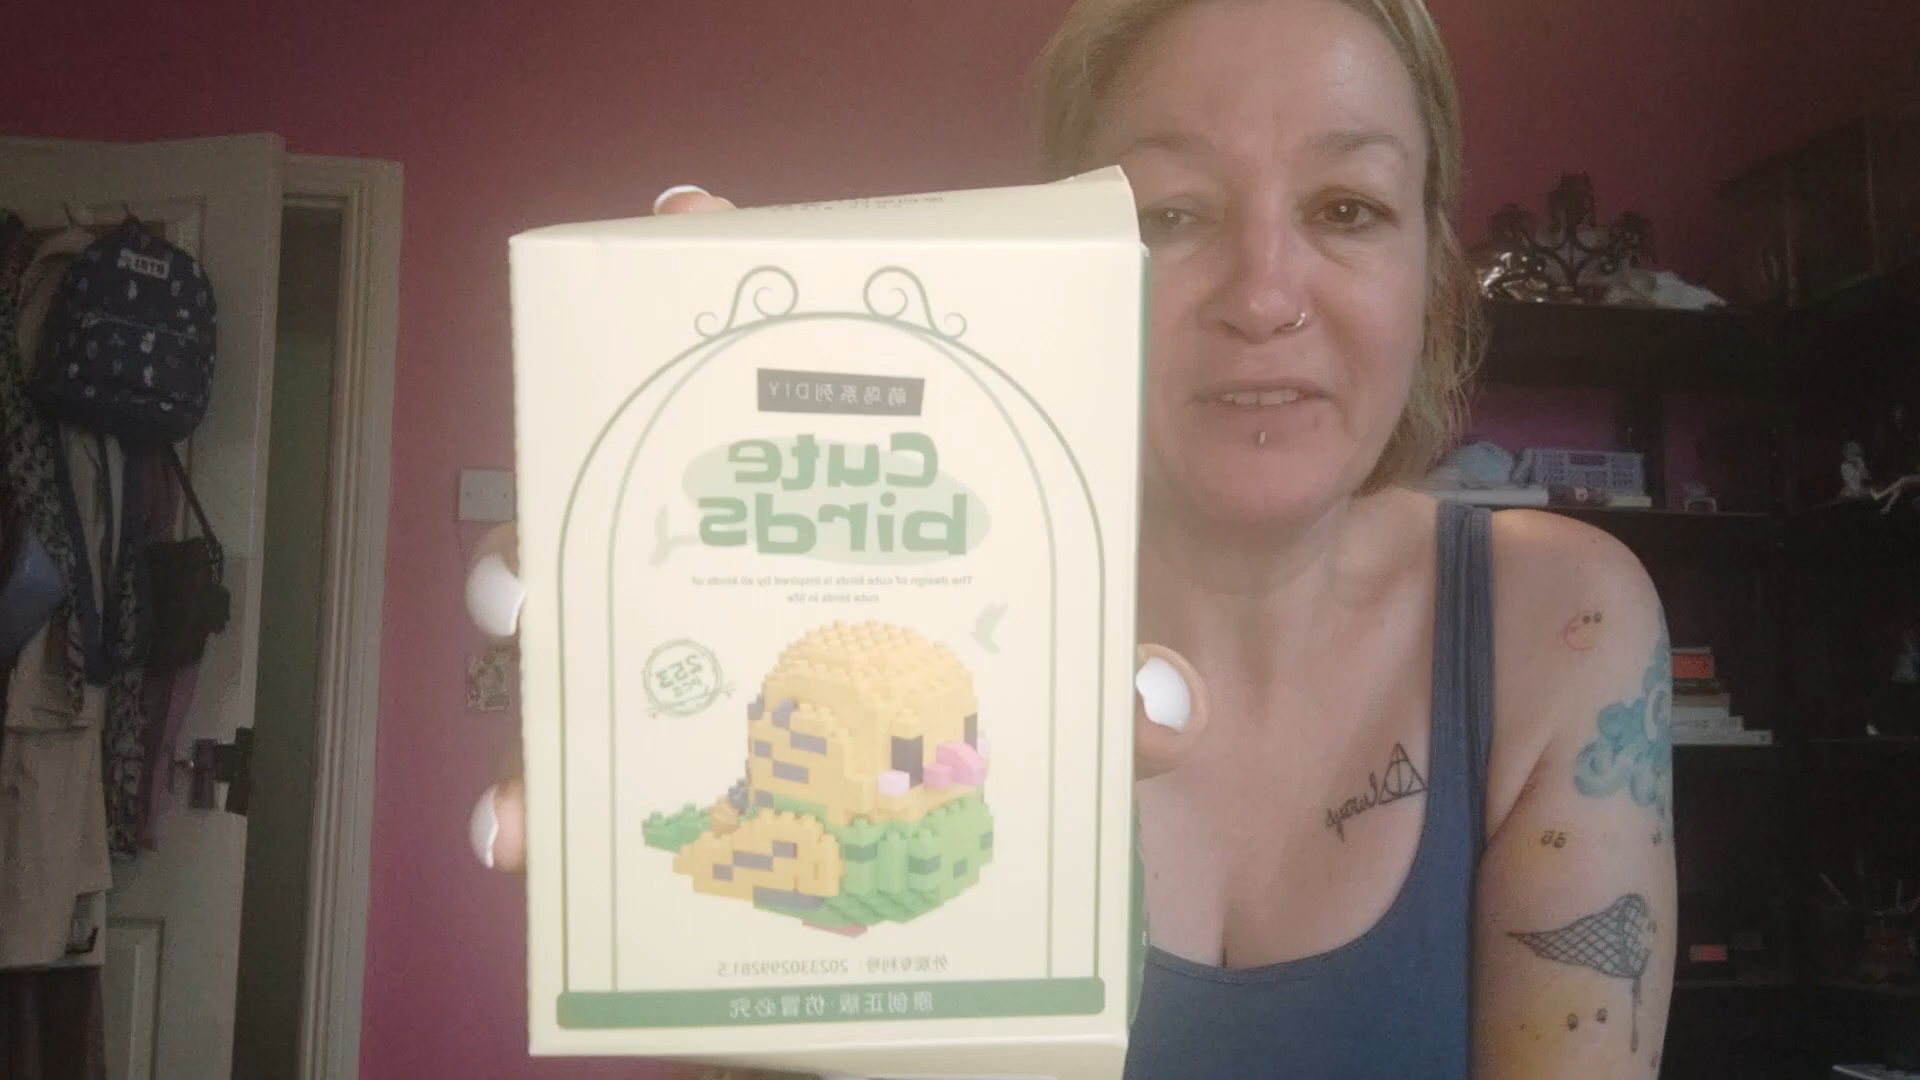 萌鸟系列DIY
Cute
birds
The design of cute birds is inspired by all kinds of
cute birds in life
253
PCS
外观专利号: 202330299281.5
原创正版·仿冒必究